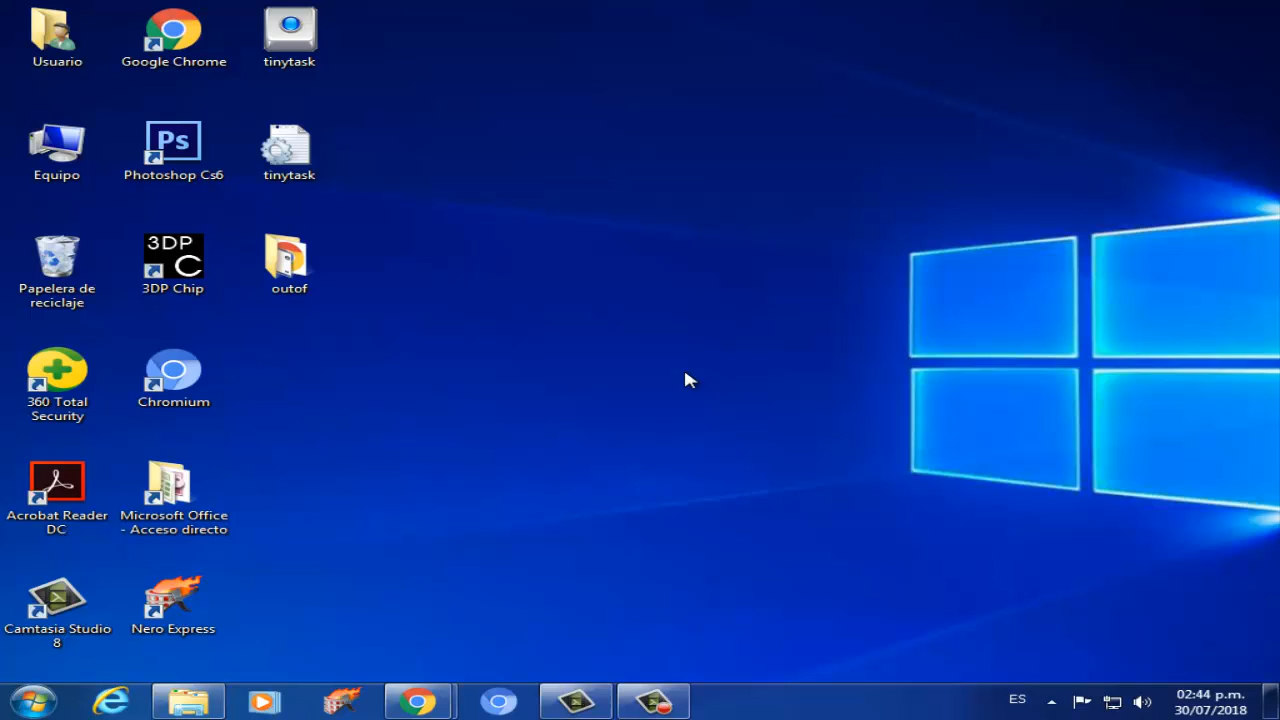 Usuario
Google Chrome
tinytask
Ps
Equipo
Photoshop Cs6
tinytask
3DP
C
Papelera de
reciclaje
3DP Chip
outof
360 Total
Security
Chromium
Acrobat Reader
DC
Microsoft Office
- Acceso directo
Camtasia Studio
8
Nero Express
ES
02:44 p.m.
30/07/2018